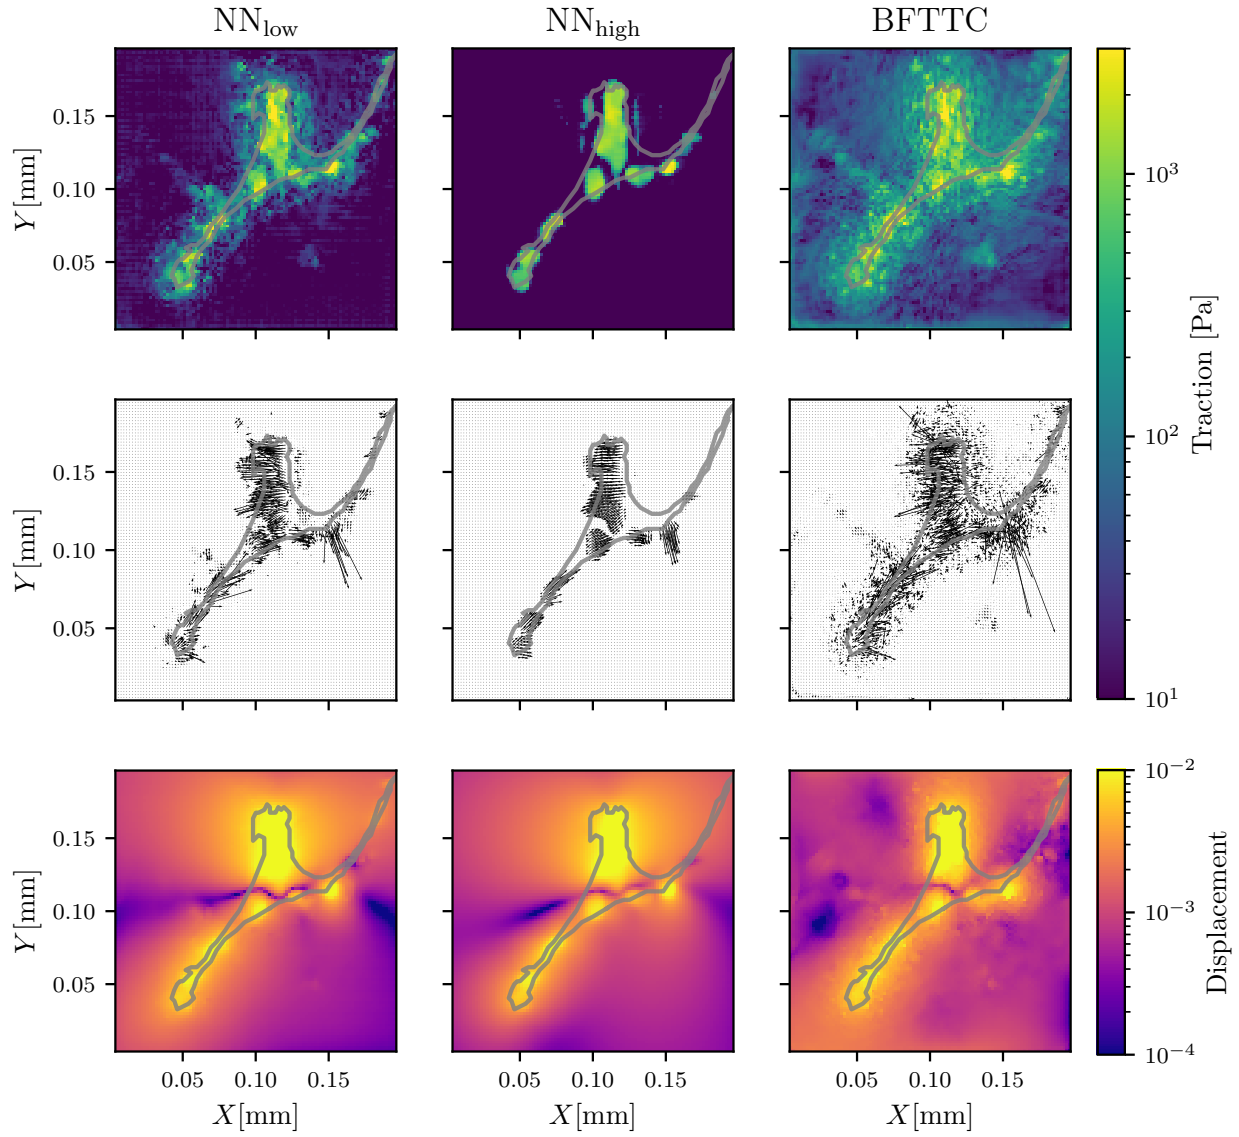 NN_low NN_high BFTTC
0.15
0.10
0.05
Y [mm]
10^3
10^2
10^1
Traction [Pa]
0.15
0.10
0.05
Y [mm]
0.15
0.10
0.05
Y [mm]
10^-2
10^-3
10^-4
Displacement
0.05 0.10 0.15 0.05 0.10 0.15 0.05 0.10 0.15
X [mm] X [mm] X [mm]